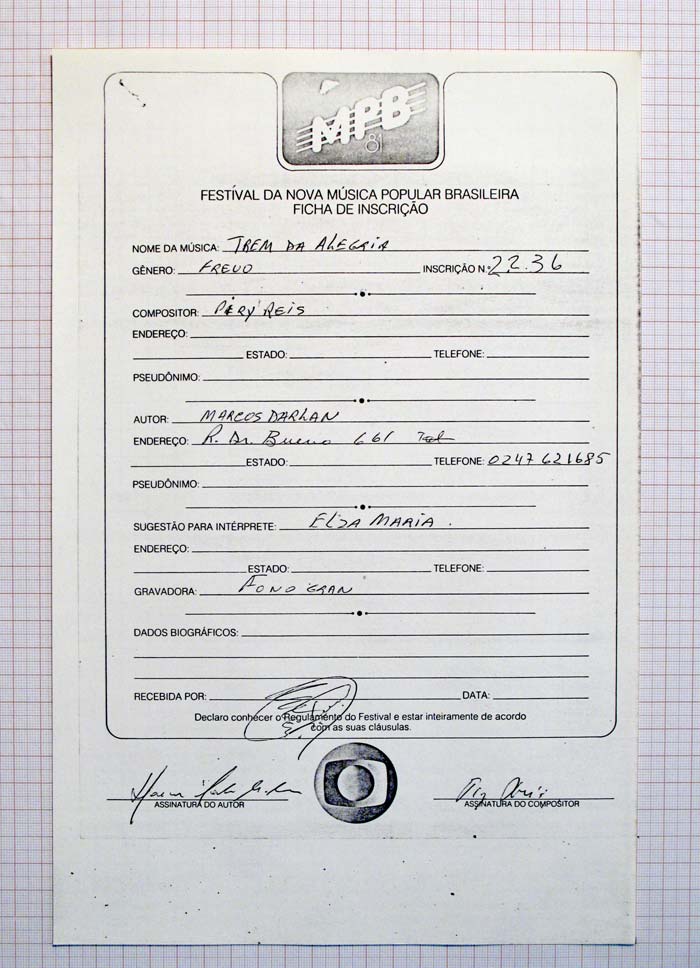 MPB
81
FESTIVAL DA NOVA MÚSICA POPULAR BRASILEIRA
FICHA DE INSCRIÇÃO
NOME DA MÚSICA: TREM DA ALEGRIA
GÊNERO: FREVO INSCRIÇÃO N.º 22.36
COMPOSITOR: PERY REIS
ENDEREÇO:
ESTADO: TELEFONE:
PSEUDÔNIMO:
AUTOR: MARCOS DARLAN
ENDEREÇO: R. Dr. Bueno 661 Tel
ESTADO: TELEFONE: 0247 621685
PSEUDÔNIMO:
SUGESTÃO PARA INTÉRPRETE: ELZA MARIA.
ENDEREÇO:
ESTADO: TELEFONE:
GRAVADORA: FONOGRAN
DADOS BIOGRÁFICOS:
RECEBIDA POR: DATA:
Declaro conhecer o Regulamento do Festival e estar inteiramente de acordo
com as suas cláusulas.
ASSINATURA DO AUTOR ASSINATURA DO COMPOSITOR